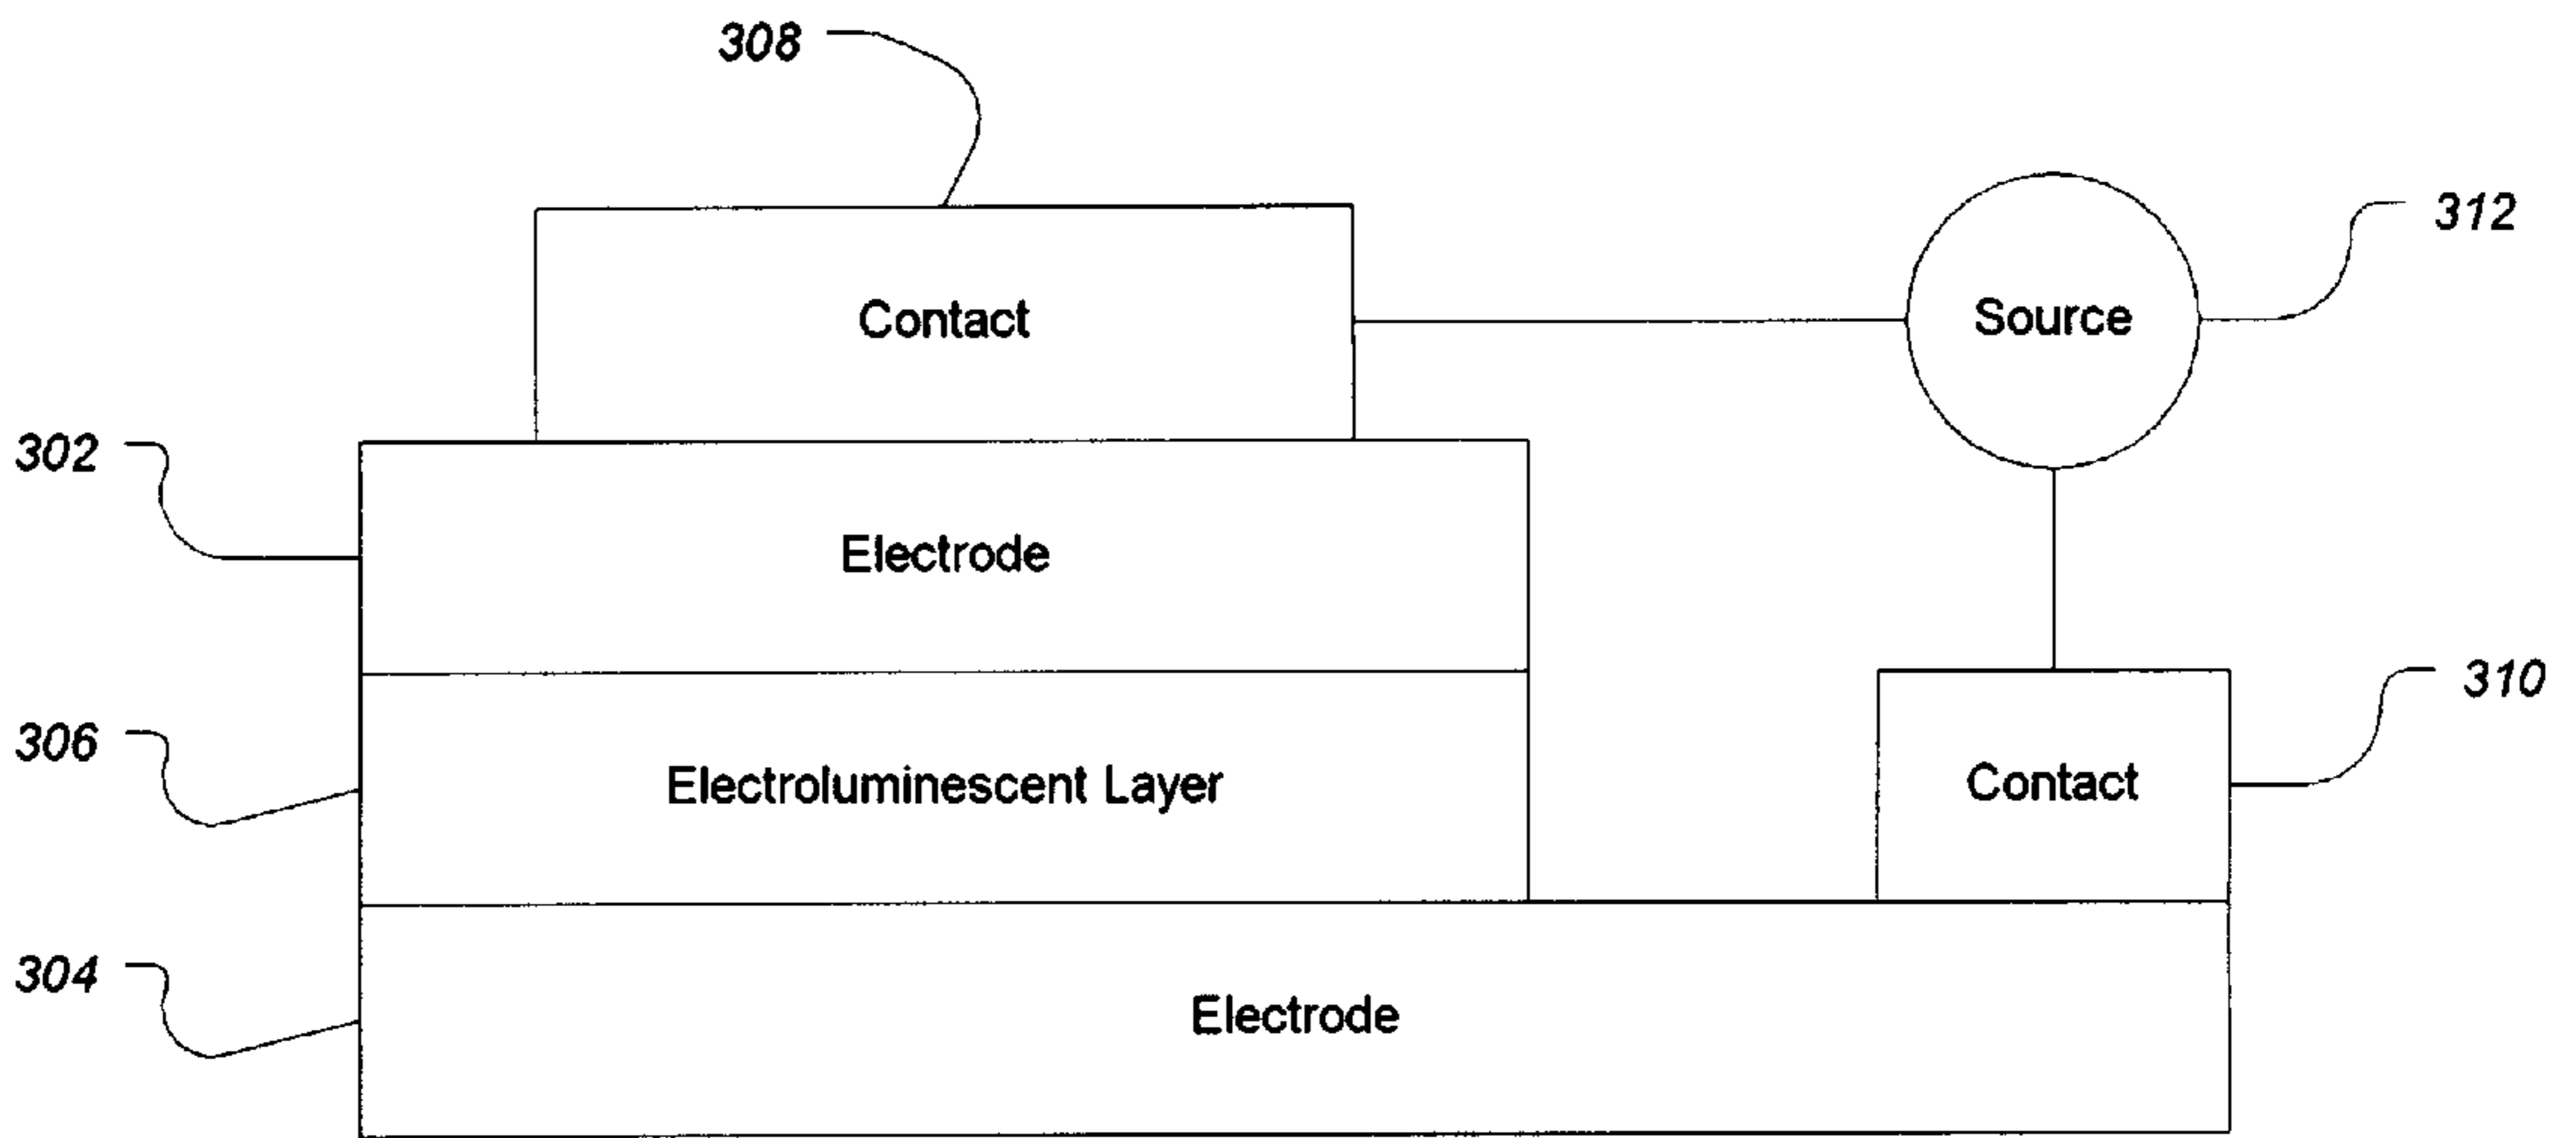 308
312
Contact
Source
302
Electrode
310
306
Electroluminescent Layer
Contact
304
Electrode